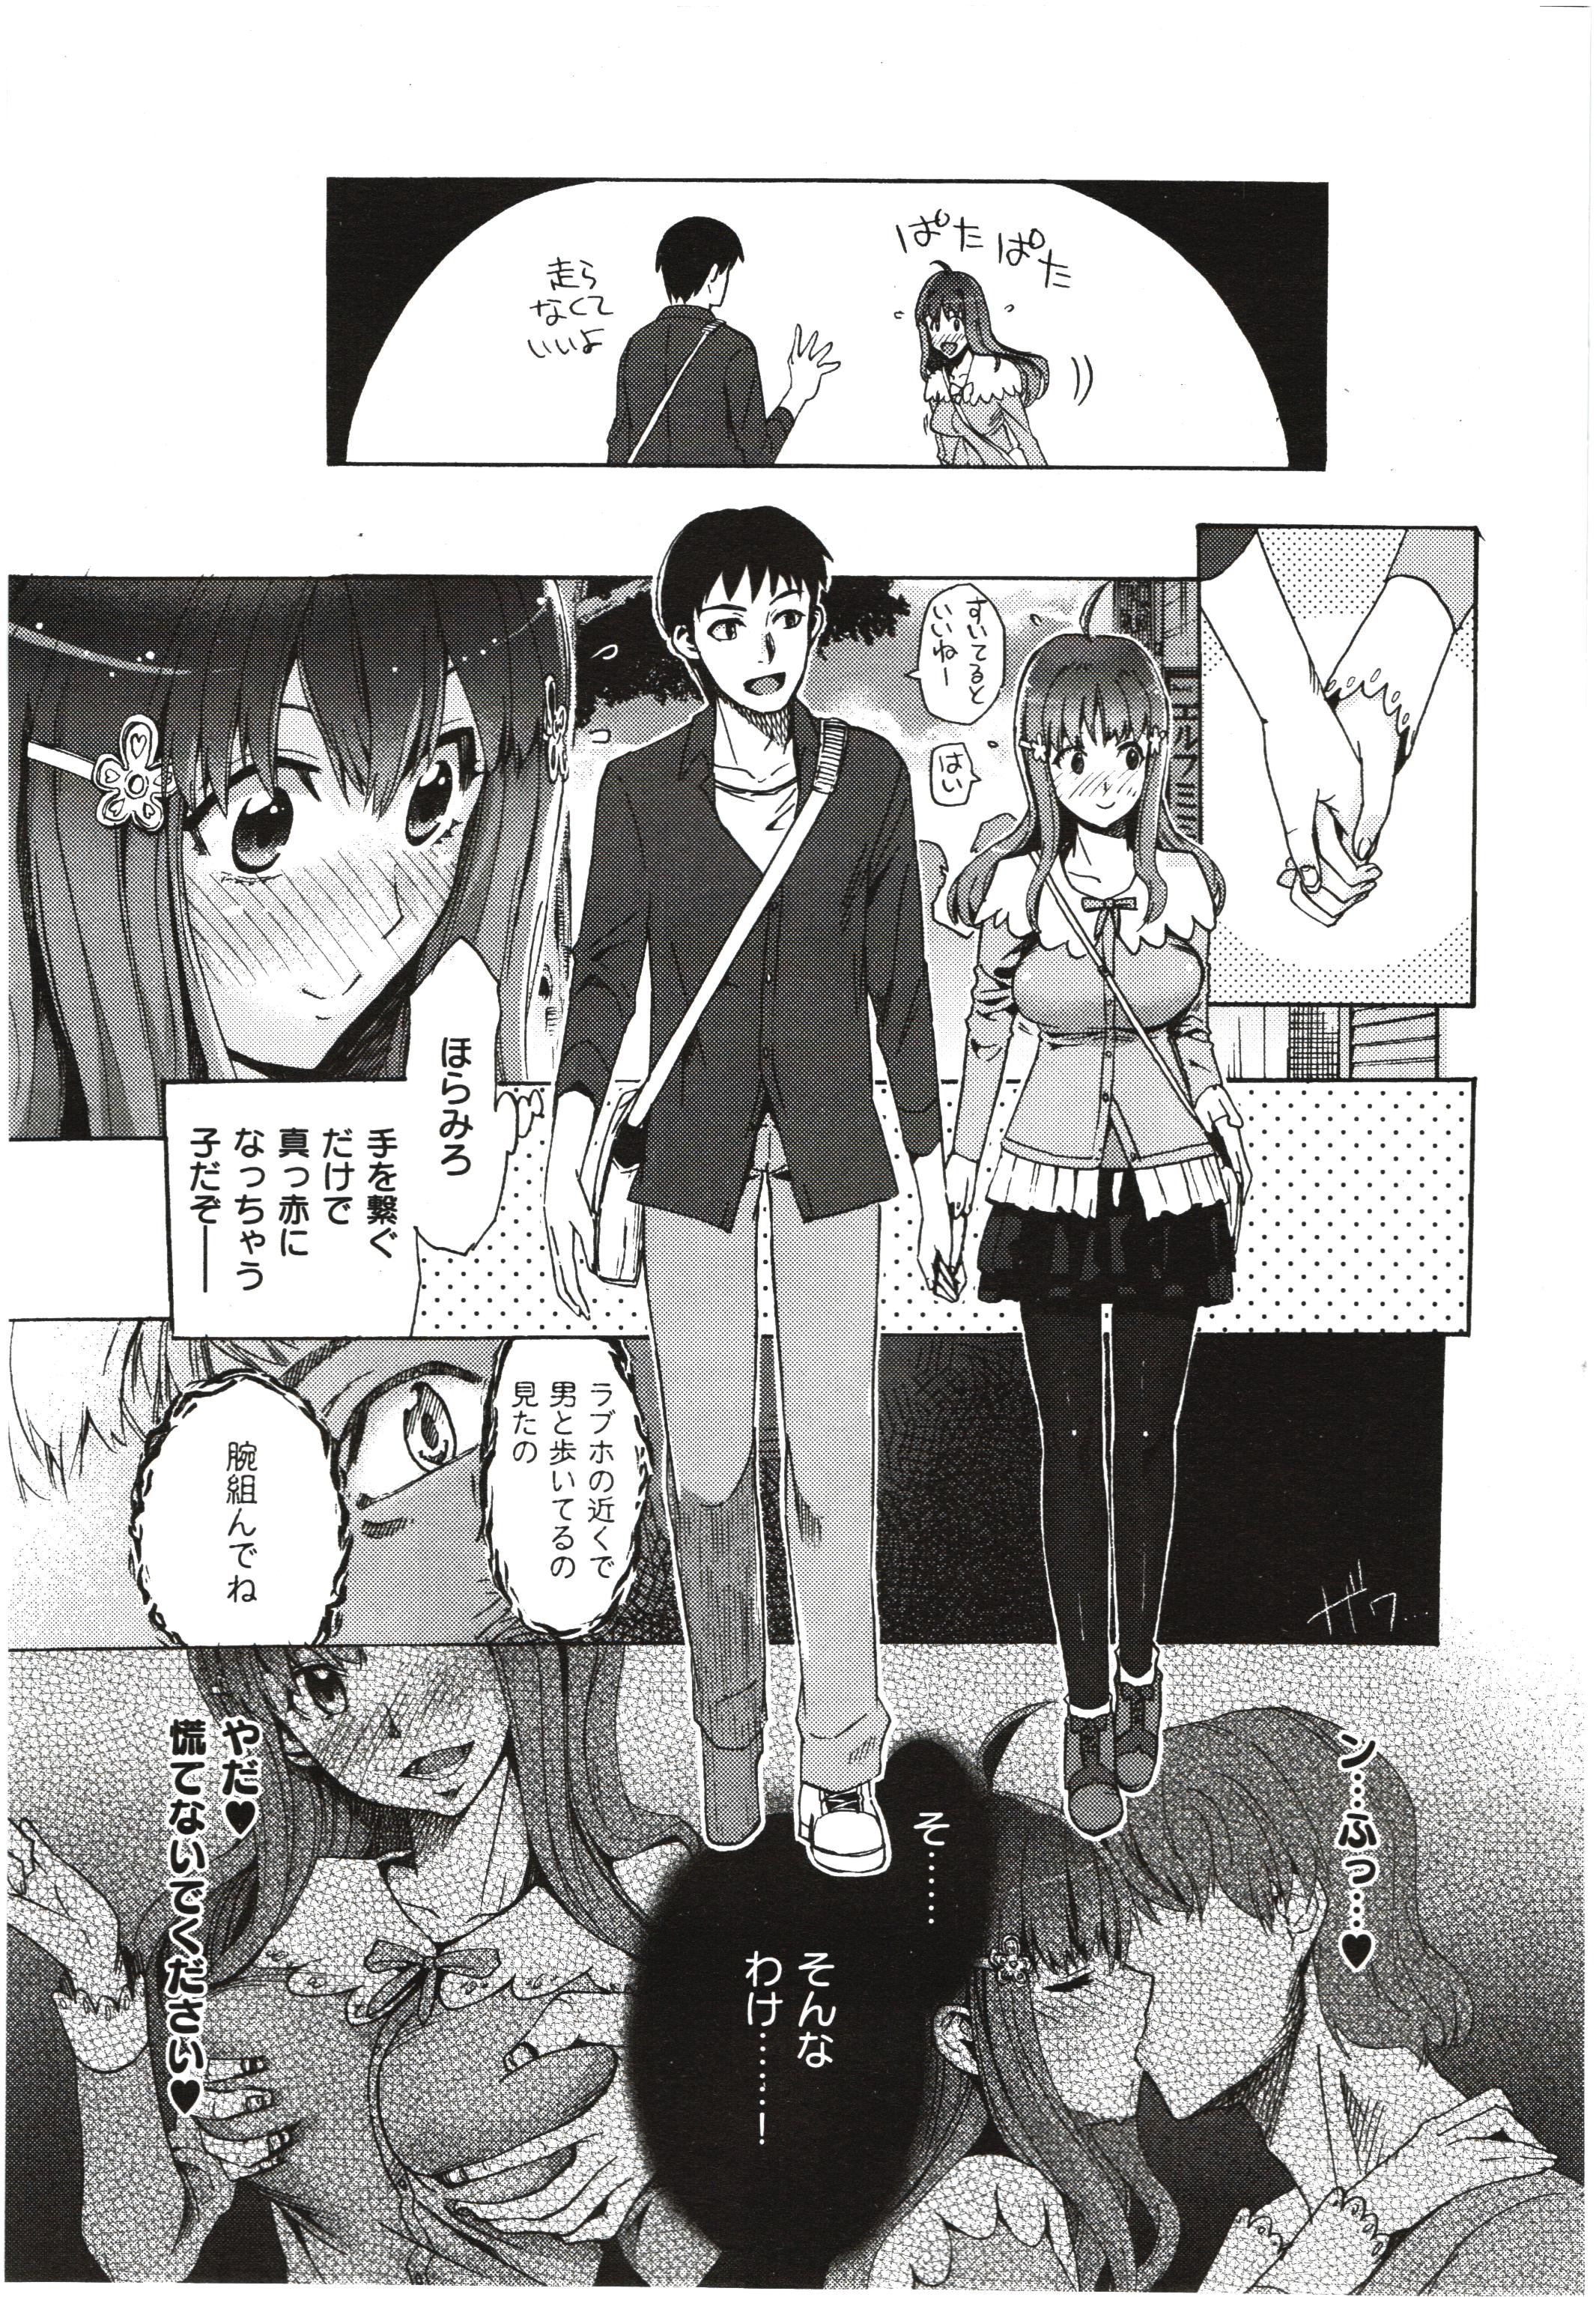 ぱたぱた
走ら
なくて
いいよ
すいてると
いいねー
はい
ほらみろ
手を繋ぐ
だけで
真っ赤に
なっちゃう
子だぞ――
ラブホの近くで
男と歩いてるの
見たの
腕組んでね
ザワ…
ン…ふっ…♥
そ……
そんな
わけ……!
やだ♥
慌てないでください♥